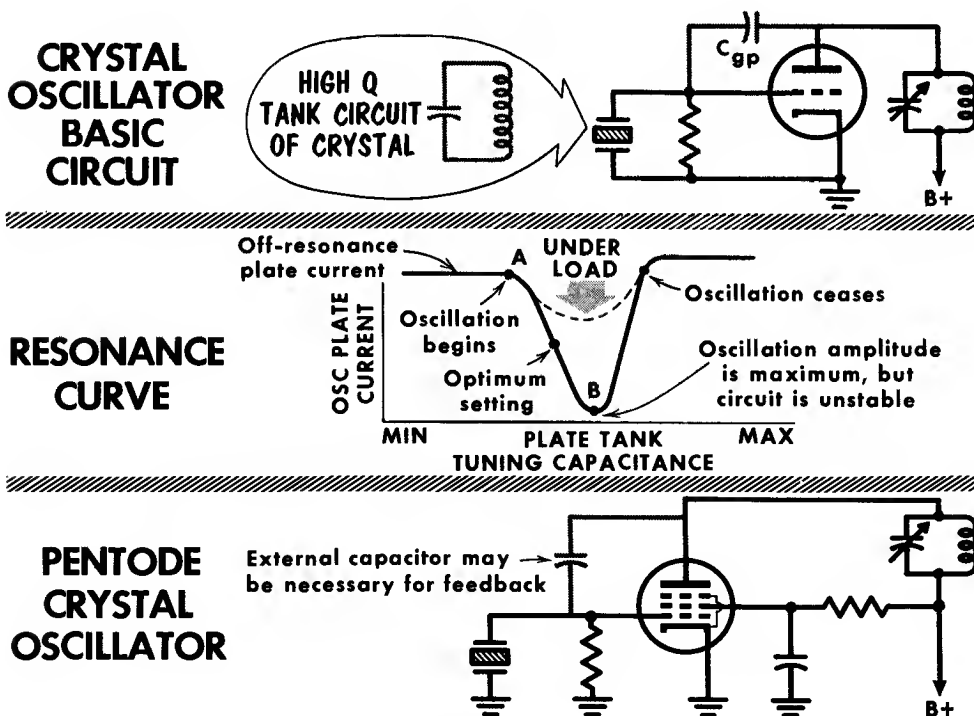 CRYSTAL
OSCILLATOR
BASIC
CIRCUIT
HIGH Q
TANK CIRCUIT
OF CRYSTAL
Cgp
B+
RESONANCE
CURVE
Off-resonance
plate current
OSC PLATE
CURRENT
A
UNDER
LOAD
Oscillation
begins
Optimum
setting
B
Oscillation ceases
Oscillation amplitude
is maximum, but
circuit is unstable
MIN
PLATE TANK
TUNING CAPACITANCE
MAX
PENTODE
CRYSTAL
OSCILLATOR
External capacitor may
be necessary for feedback
B+